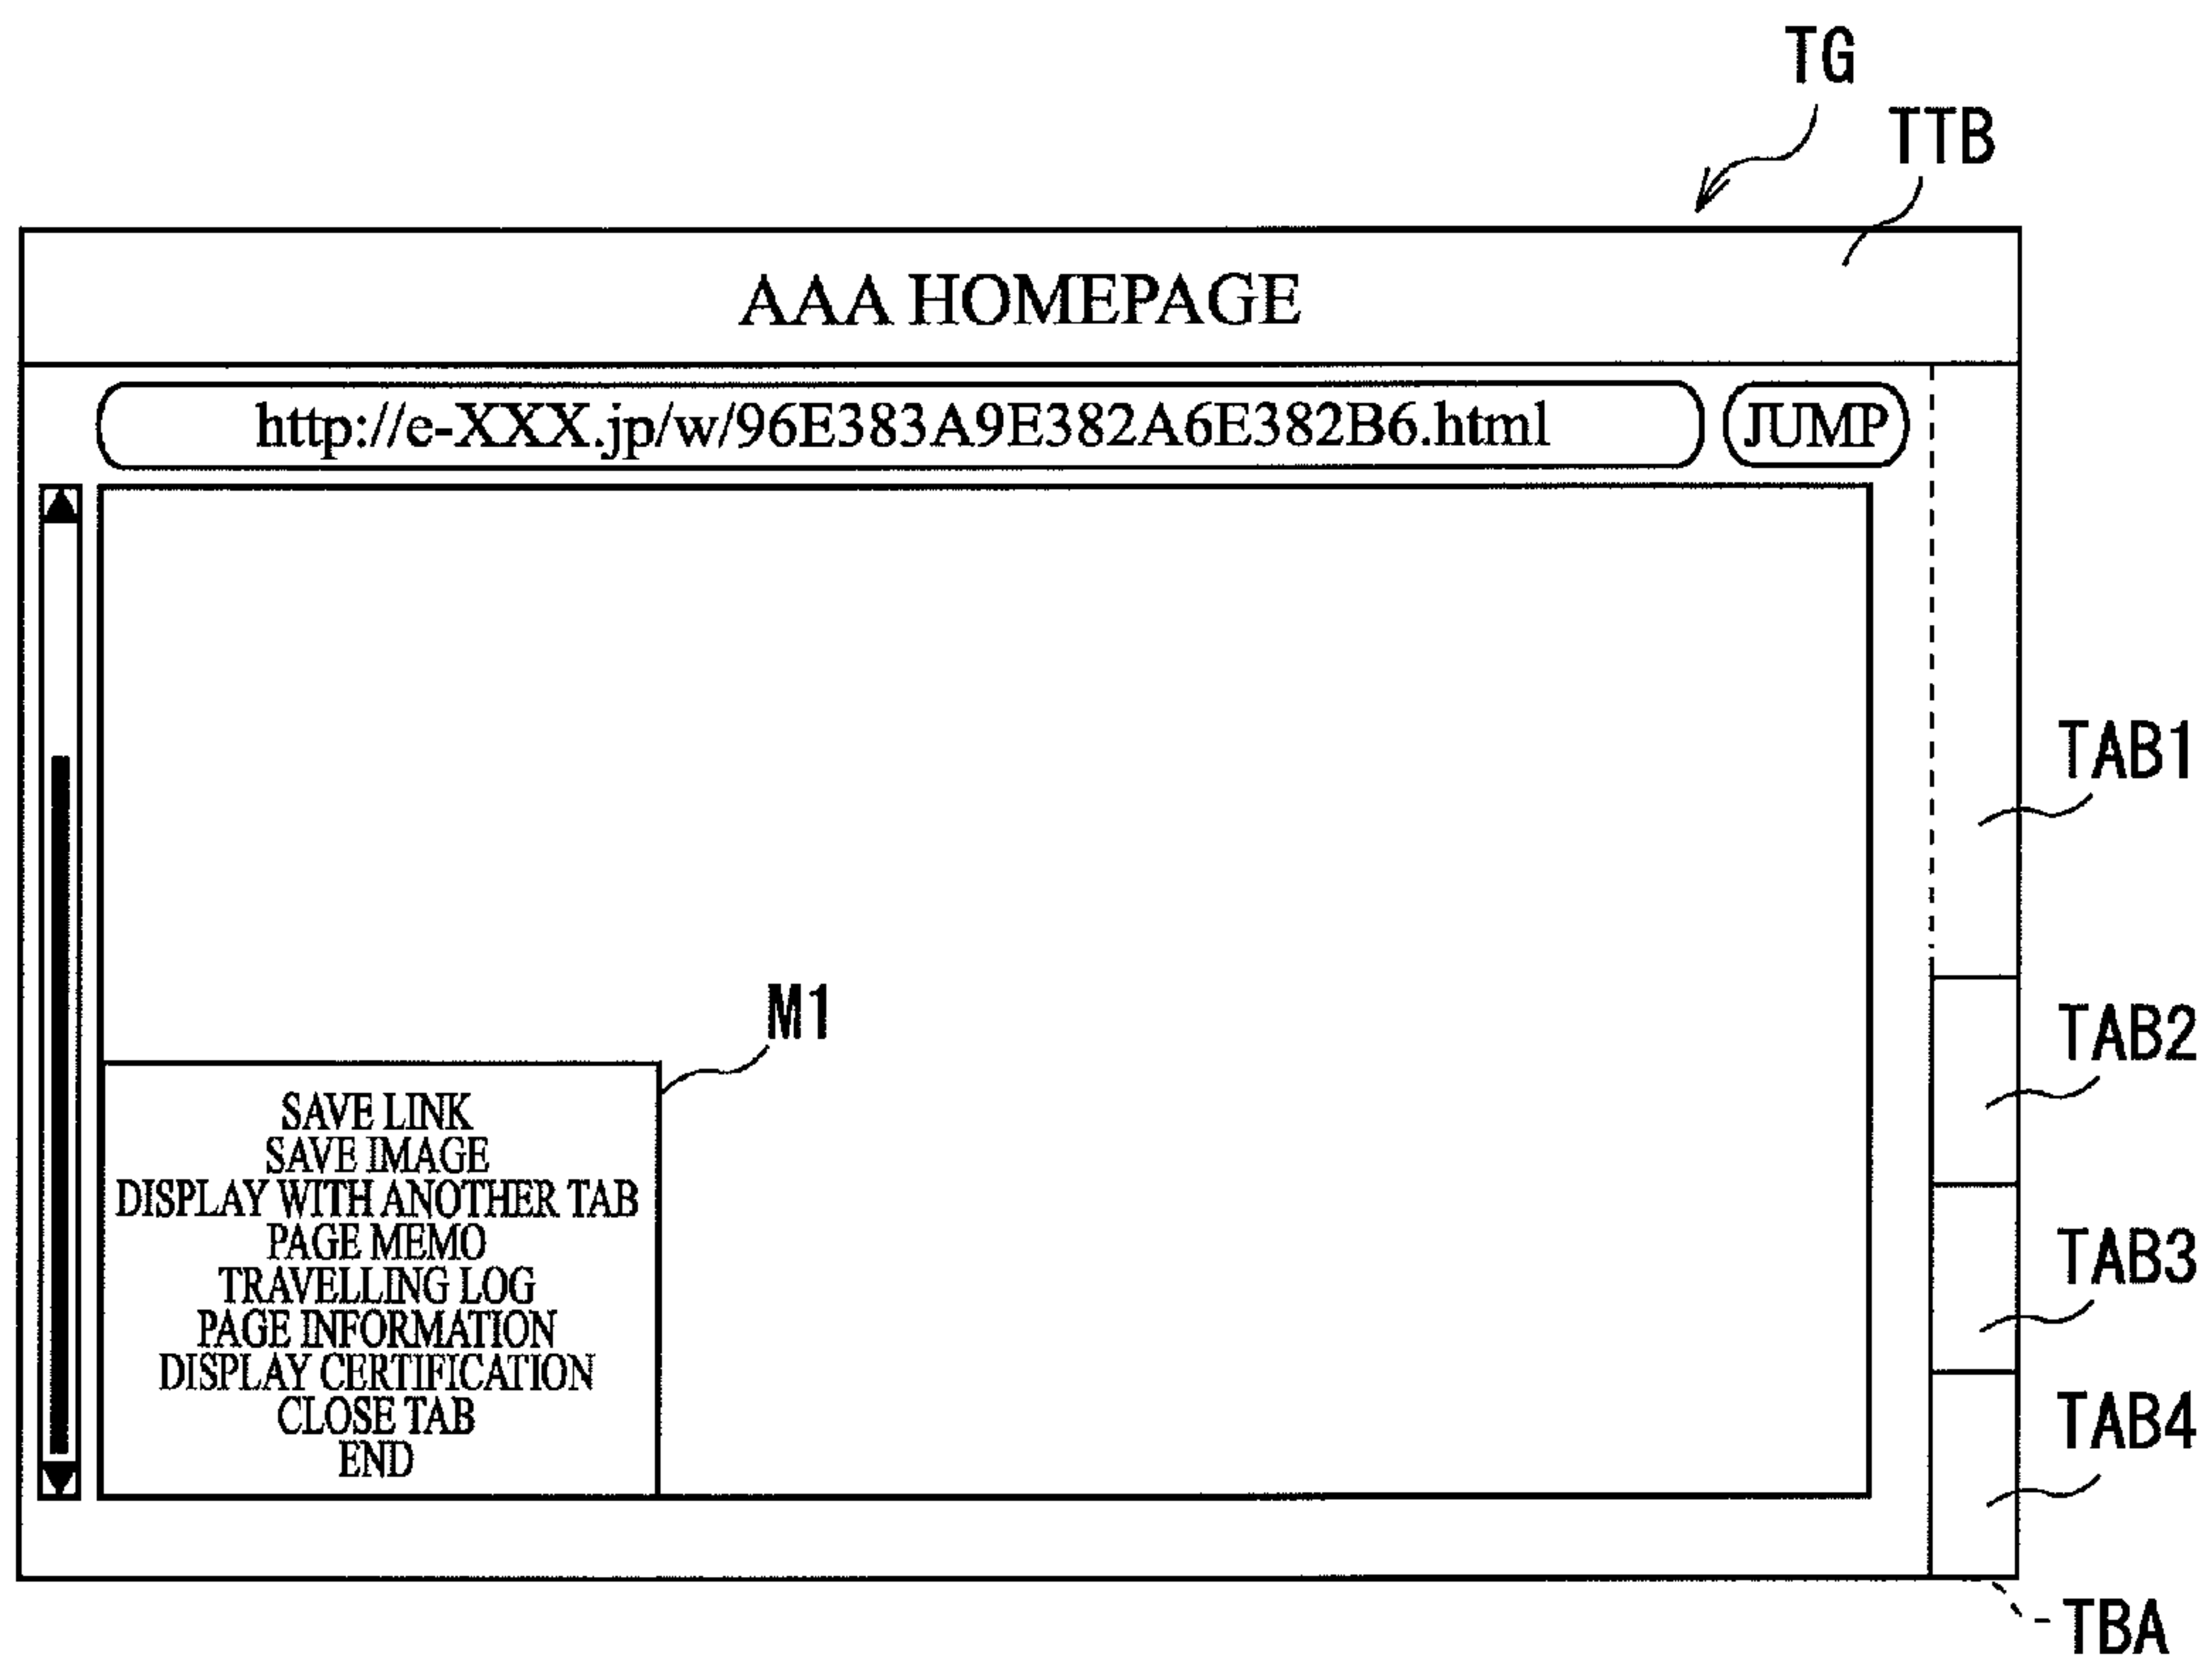 TG
TTB
AAA HOMEPAGE
http://e-XXX.jp/w/96E383A9E382A6E382B6.html
JUMP
TAB1
M1
TAB2
SAVE LINK
SAVE IMAGE
DISPLAY WITH ANOTHER TAB
PAGE MEMO
TRAVELLING LOG
PAGE INFORMATION
DISPLAY CERTIFICATION
CLOSE TAB
END
TAB3
TAB4
TBA